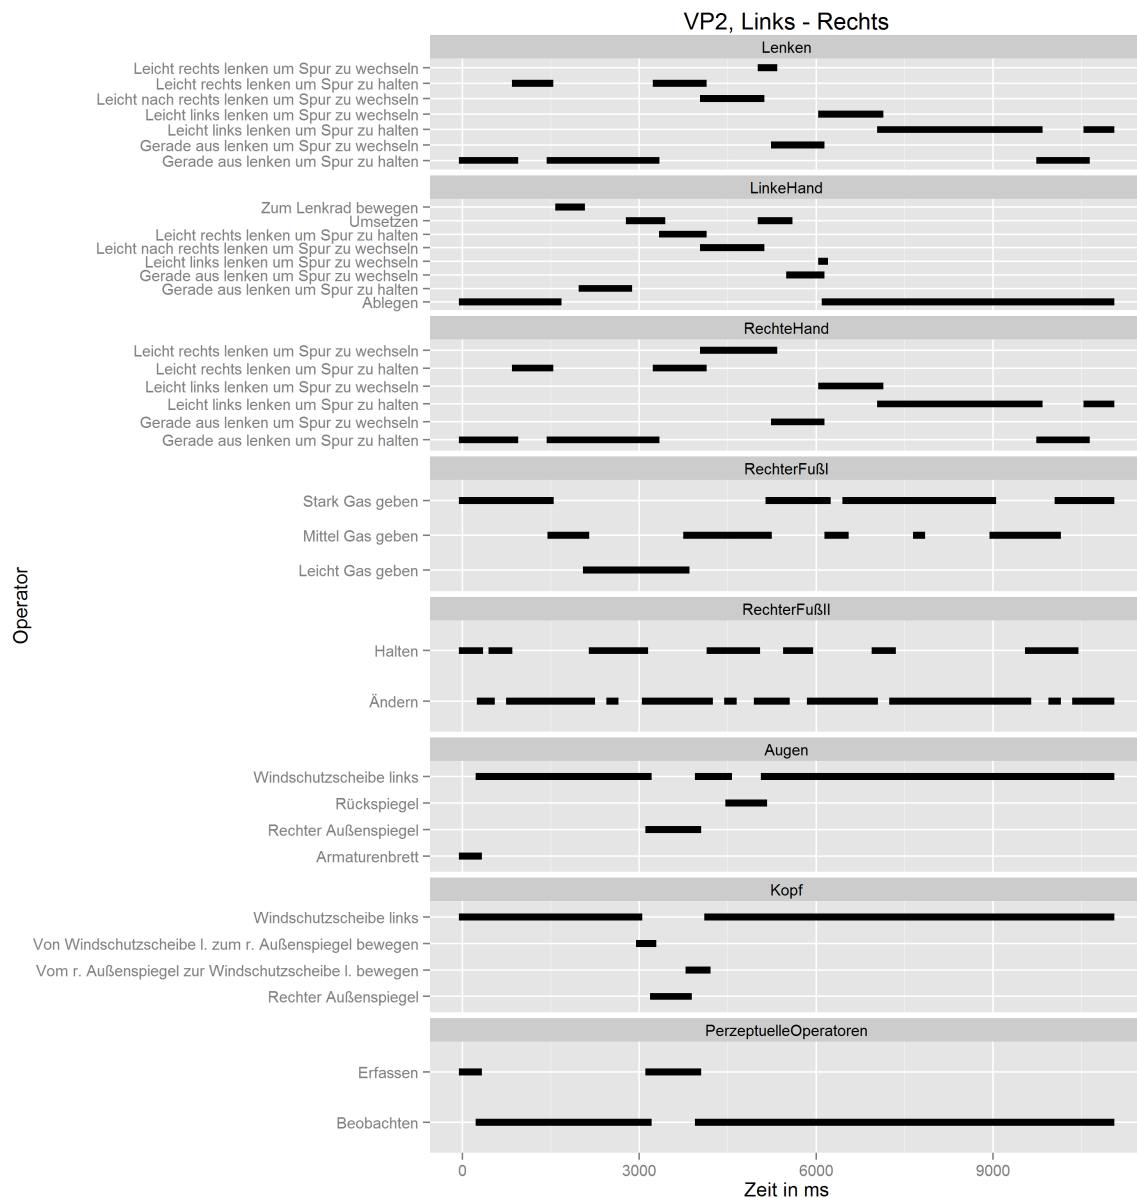 VP2, Links - Rechts
Lenken
Leicht rechts lenken um Spur zu wechseln
Leicht rechts lenken um Spur zu halten
Leicht nach rechts lenken um Spur zu wechseln
Leicht links lenken um Spur zu wechseln
Leicht links lenken um Spur zu halten
Gerade aus lenken um Spur zu wechseln
Gerade aus lenken um Spur zu halten
LinkeHand
Zum Lenkrad bewegen
Umsetzen
Leicht rechts lenken um Spur zu halten
Leicht nach rechts lenken um Spur zu wechseln
Leicht links lenken um Spur zu wechseln
Gerade aus lenken um Spur zu wechseln
Gerade aus lenken um Spur zu halten
Ablegen
RechteHand
Leicht rechts lenken um Spur zu wechseln
Leicht rechts lenken um Spur zu halten
Leicht links lenken um Spur zu wechseln
Leicht links lenken um Spur zu halten
Gerade aus lenken um Spur zu wechseln
Gerade aus lenken um Spur zu halten
RechterFußI
Stark Gas geben
Mittel Gas geben
Leicht Gas geben
Operator
RechterFußII
Halten
Ändern
Augen
Windschutzscheibe links
Rückspiegel
Rechter Außenspiegel
Armaturenbrett
Kopf
Windschutzscheibe links
Von Windschutzscheibe l. zum r. Außenspiegel bewegen
Vom r. Außenspiegel zur Windschutzscheibe l. bewegen
Rechter Außenspiegel
PerzeptuelleOperatoren
Erfassen
Beobachten
0 3000 6000 9000
Zeit in ms